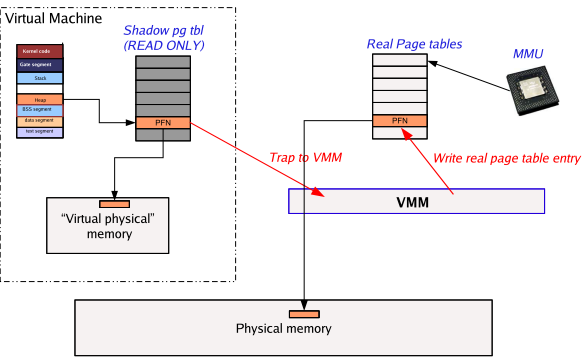 Virtual Machine
Shadow pg tbl
(READ ONLY)
Real Page tables
MMU
Kernel code
Gate segment
Stack
Heap
BSS segment
data segment
text segment
PFN
PFN
Trap to VMM
Write real page table entry
VMM
“Virtual physical”
memory
Physical memory